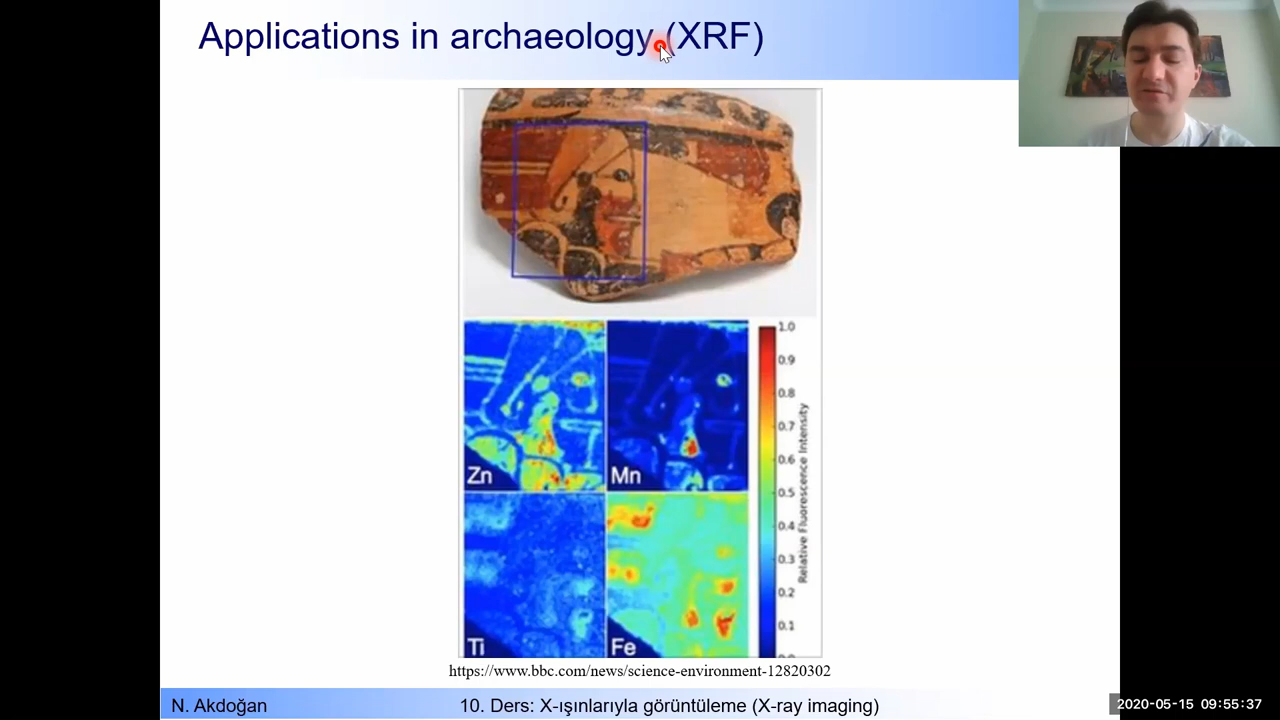 Applications in archaeology (XRF)
Zn
Mn
Ti
Fe
1.0
0.9
0.8
0.7
0.6
0.5
0.4
0.3
0.2
0.1
Relative Fluorescence Intensity
https://www.bbc.com/news/science-environment-12820302
N. Akdoğan
10. Ders: X-ışınlarıyla görüntüleme (X-ray imaging)
2020-05-15 09:55:37